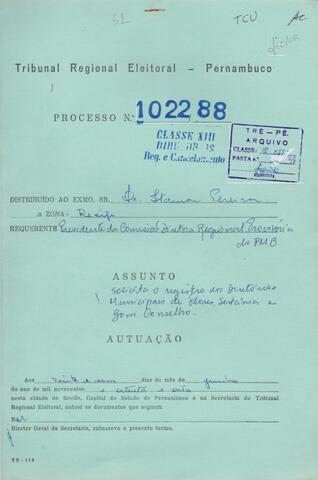 TCU
AC
Tribunal Regional Eleitoral — Pernambuco
PROCESSO N.º 102288
CLASSE XIII
Reg. e Cancelamento
TRE-PE.
ARQUIVO
CLASSE:
PASTA N.º
DISTRIBUÍDO AO EXMO. SR. Dr. Pereira
a ZONA - Recife
REQUERENTE Presidente da Comissão Diretora Regional Provisória
do PMB
ASSUNTO
solicita o registro dos Diretórios
Municipais de Flores, Sertânia e
Bom Conselho.
AUTUAÇÃO
Aos vinte e um dias do mês de junho
do ano de mil novecentos e oitenta e oito
nesta cidade do Recife, Capital do Estado de Pernambuco e na Secretaria do Tribunal
Regional Eleitoral, autuei os documentos que seguem.
Eu,
Diretor Geral da Secretaria, subscrevo o presente termo.
TE - 178